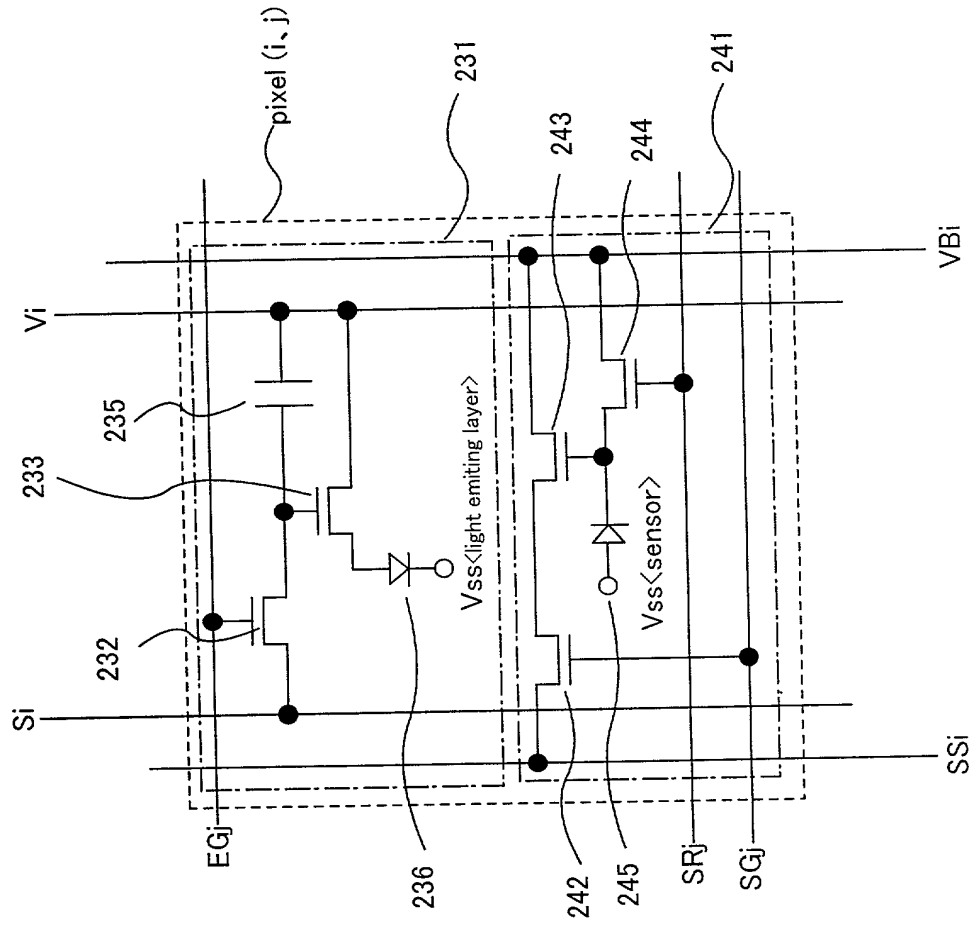 pixel (i、j)
Vi
231
241
243
244
235
233
VBi
Vss<light emiting layer>
Vss<sensor>
232
Si
SSi
EGj
236
242
245
SRj
SGj